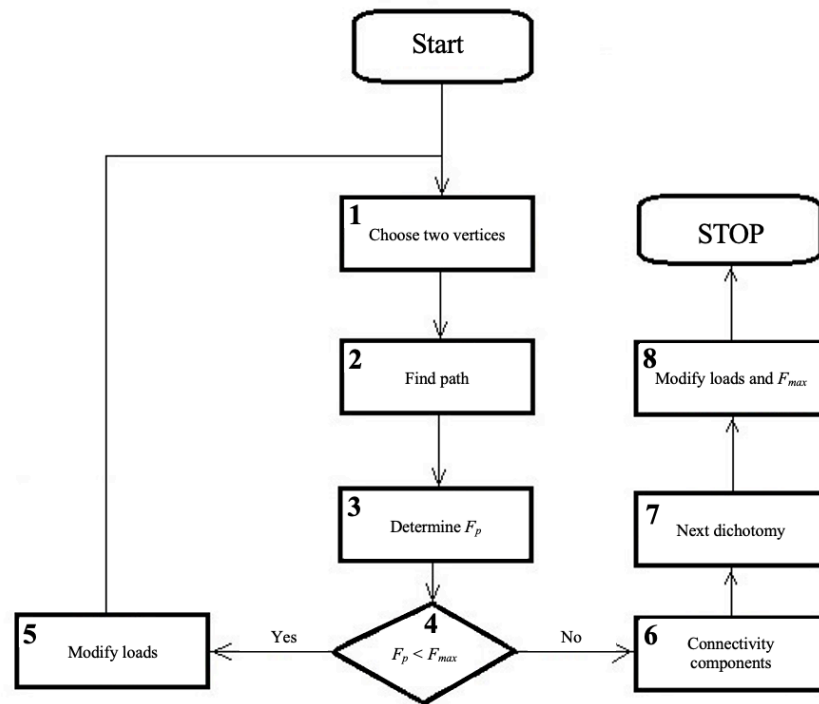 Start
1
Choose two vertices
2
Find path
3
Determine Fp
4
Fp < Fmax
Yes
No
5
Modify loads
6
Connectivity
components
7
Next dichotomy
8
Modify loads and Fmax
STOP